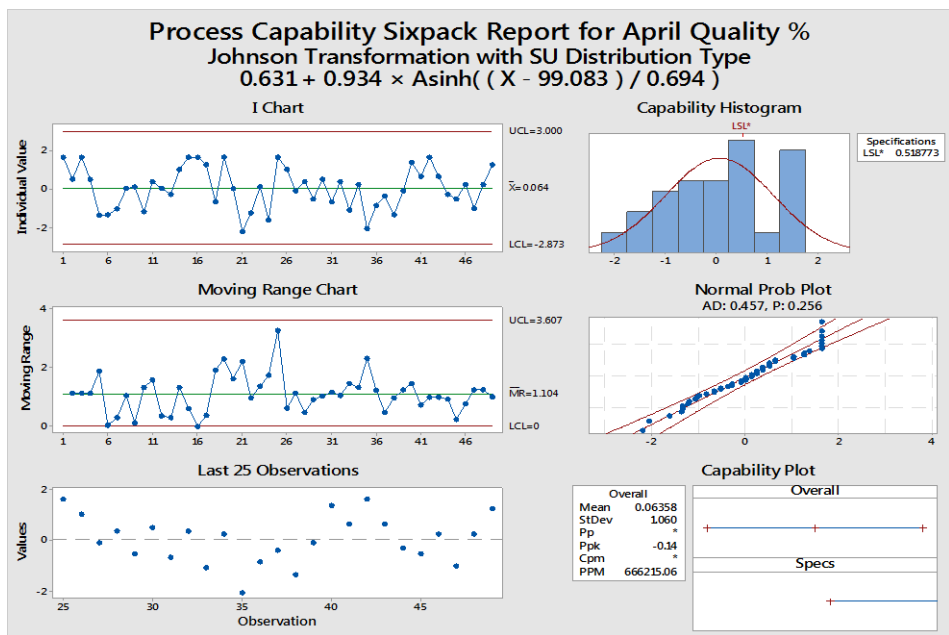 Process Capability Sixpack Report for April Quality %
Johnson Transformation with SU Distribution Type
0.631 + 0.934 × Asinh( ( X - 99.083 ) / 0.694 )
I Chart
Individual Value
2
0
-2
1 6 11 16 21 26 31 36 41 46
UCL=3.000
X̄=0.064
LCL=-2.873
Capability Histogram
LSL*
-2 -1 0 1 2
Specifications
LSL* 0.518773
Moving Range Chart
Moving Range
4
2
0
1 6 11 16 21 26 31 36 41 46
UCL=3.607
M̅R̅=1.104
LCL=0
Normal Prob Plot
AD: 0.457, P: 0.256
-2 0 2 4
Last 25 Observations
Values
2
0
-2
25 30 35 40 45
Observation
Capability Plot
Overall
Mean 0.06358
StDev 1.060
Pp *
Ppk -0.14
Cpm *
PPM 666215.06
Overall
Specs